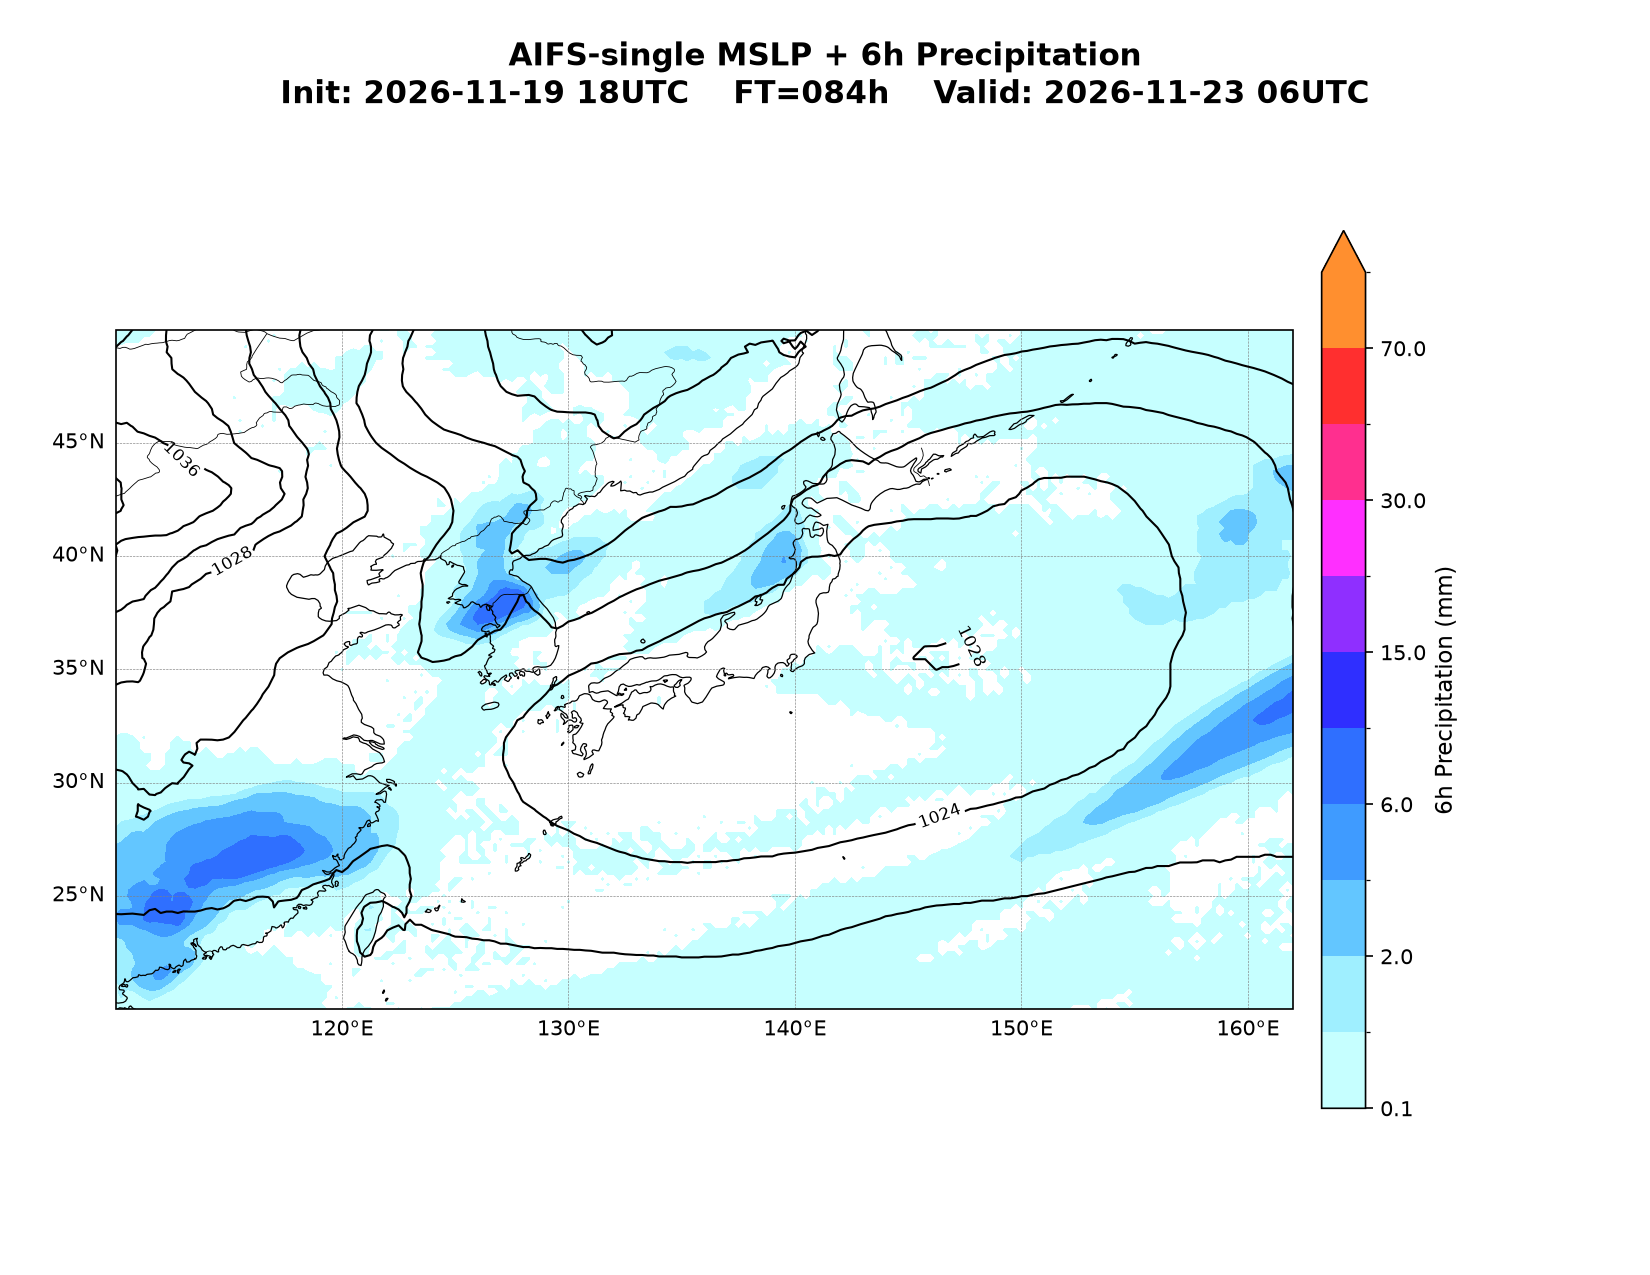 AIFS-single MSLP + 6h Precipitation
Init: 2026-11-19 18UTC    FT=084h    Valid: 2026-11-23 06UTC
70.0
30.0
15.0
6.0
2.0
0.1
6h Precipitation (mm)
45°N
40°N
35°N
30°N
25°N
120°E
130°E
140°E
150°E
160°E
1036
1028
1028
1024